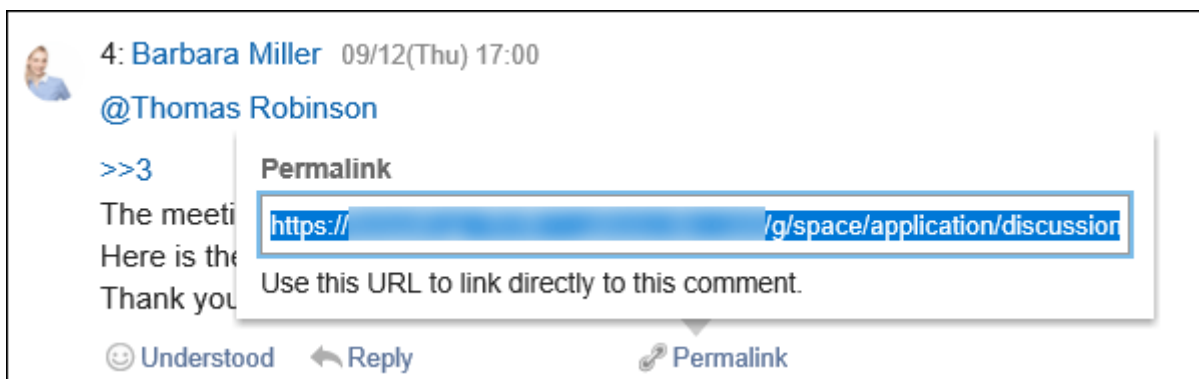 4: Barbara Miller 09/12(Thu) 17:00
@Thomas Robinson
>>3
Permalink
The meeti
https:// /g/space/application/discussion
Here is the
Use this URL to link directly to this comment.
Thank you
Understood Reply Permalink